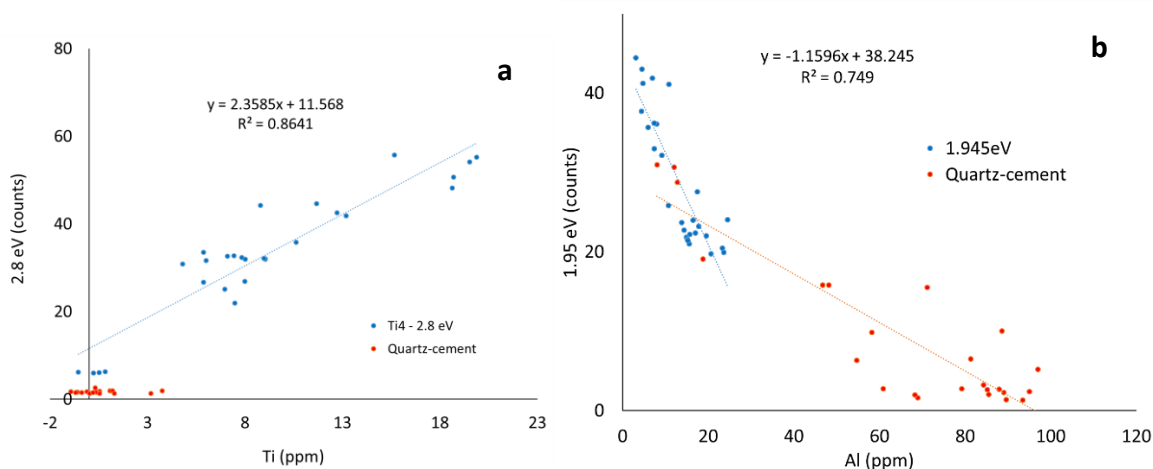 a
y = 2.3585x + 11.568
R² = 0.8641
80
60
40
20
0
2.8 eV (counts)
Ti4 - 2.8 eV
Quartz-cement
-2 3 8 13 18 23
Ti (ppm)
b
y = -1.1596x + 38.245
R² = 0.749
40
20
0
1.95 eV (counts)
1.945eV
Quartz-cement
0 20 40 60 80 100 120
Al (ppm)